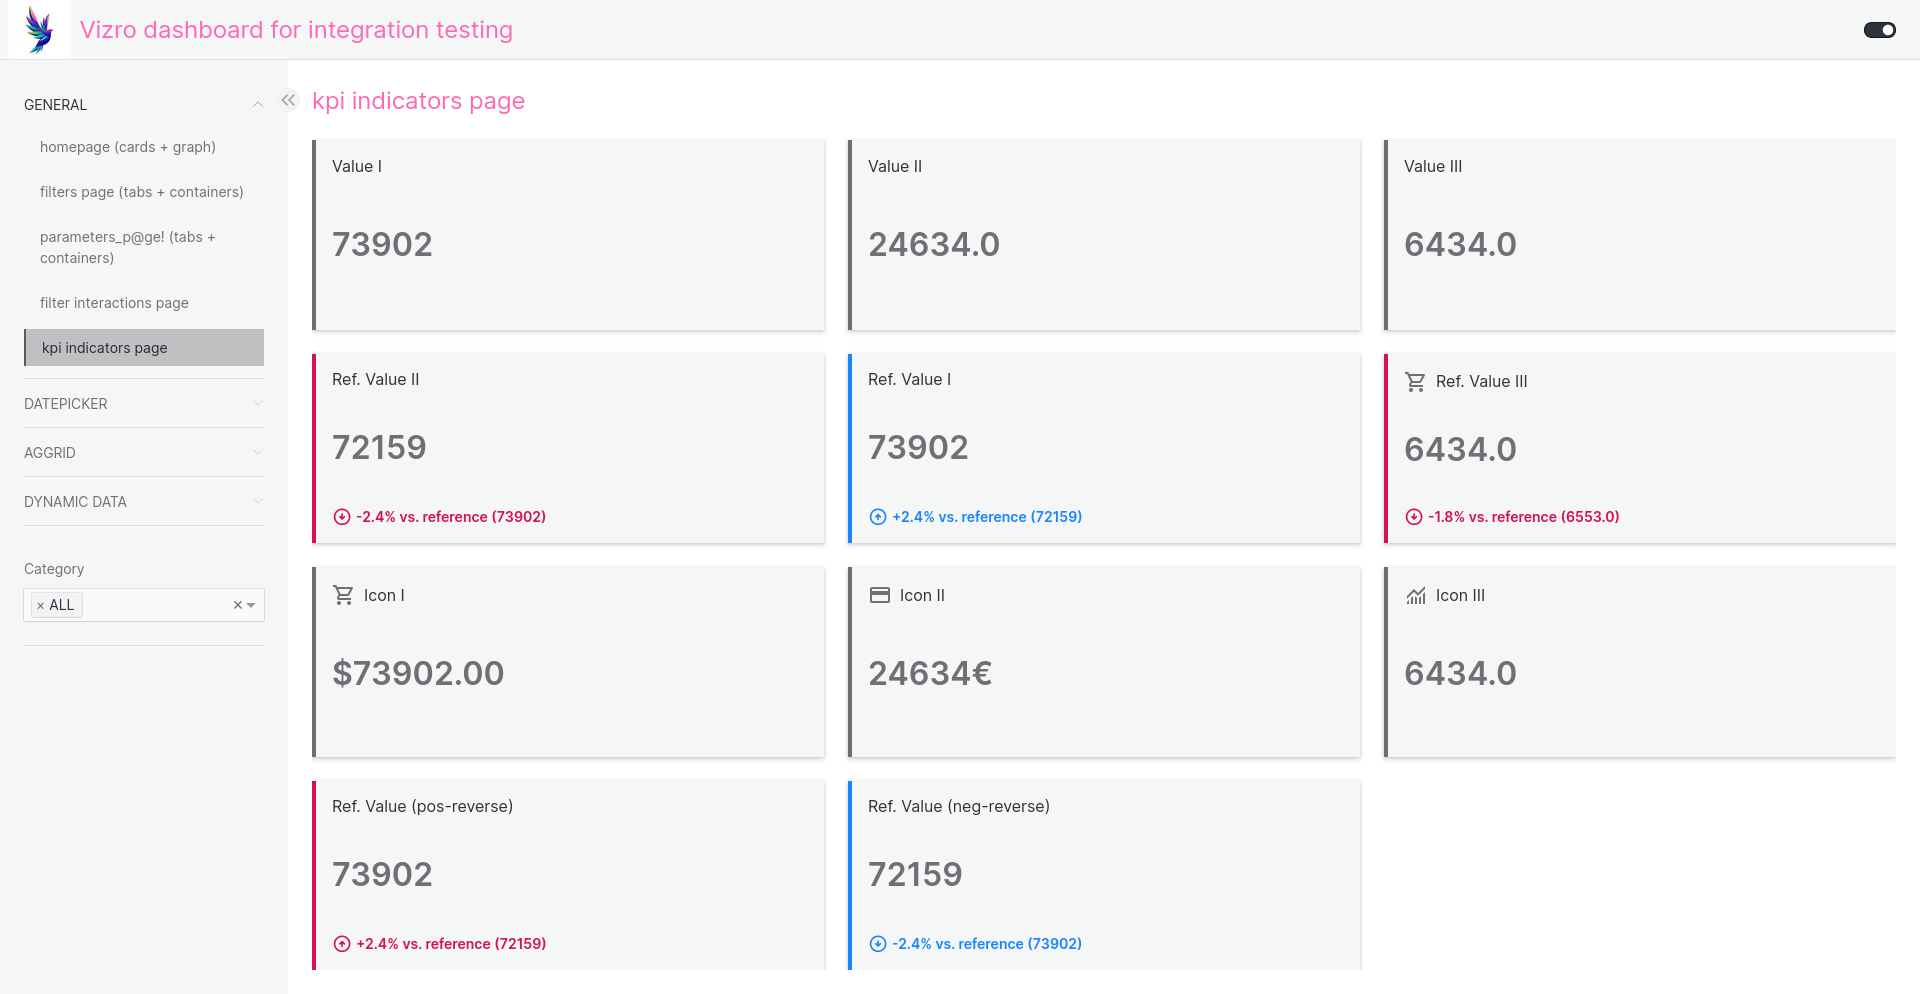 Vizro dashboard for integration testing
GENERAL
homepage (cards + graph)
filters page (tabs + containers)
parameters_p@ge! (tabs +
containers)
filter interactions page
kpi indicators page
DATEPICKER
AGGRID
DYNAMIC DATA
Category
× ALL ×
kpi indicators page
Value I
73902
Value II
24634.0
Value III
6434.0
Ref. Value II
72159
-2.4% vs. reference (73902)
Ref. Value I
73902
+2.4% vs. reference (72159)
Ref. Value III
6434.0
-1.8% vs. reference (6553.0)
Icon I
$73902.00
Icon II
24634€
Icon III
6434.0
Ref. Value (pos-reverse)
73902
+2.4% vs. reference (72159)
Ref. Value (neg-reverse)
72159
-2.4% vs. reference (73902)